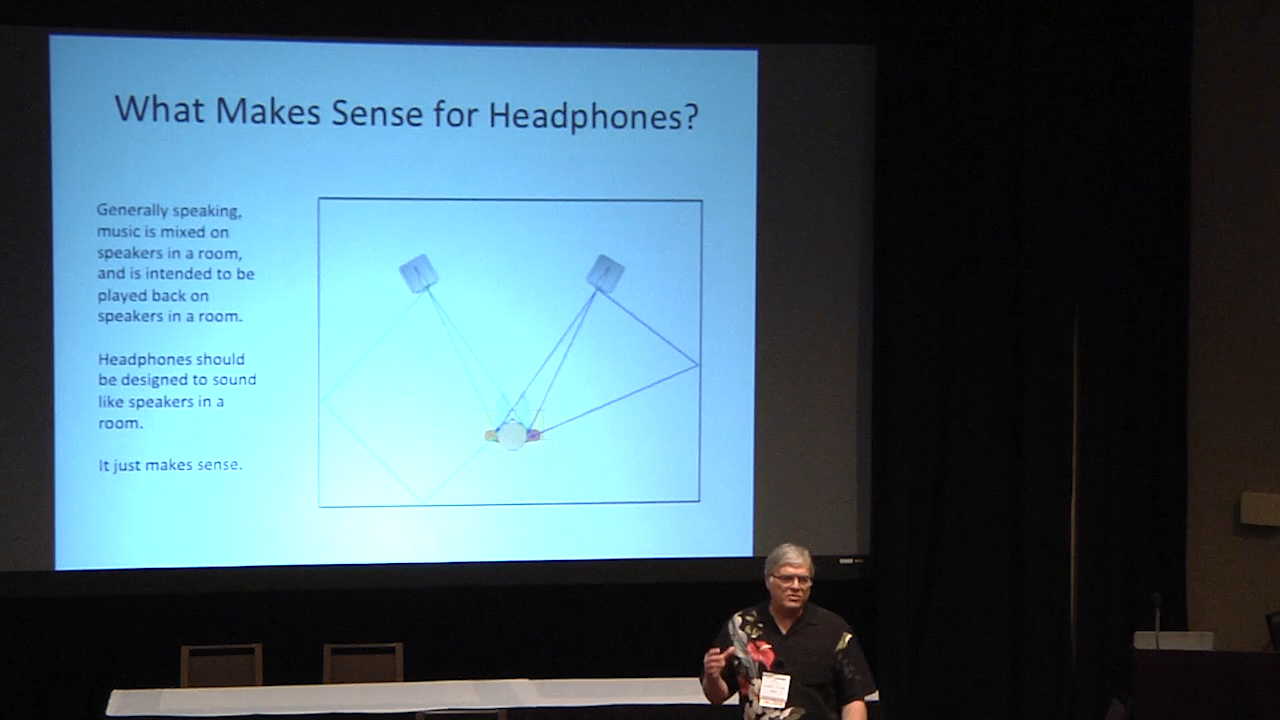 What Makes Sense for Headphones?
Generally speaking,
music is mixed on
speakers in a room,
and is intended to be
played back on
speakers in a room.
Headphones should
be designed to sound
like speakers in a
room.
It just makes sense.